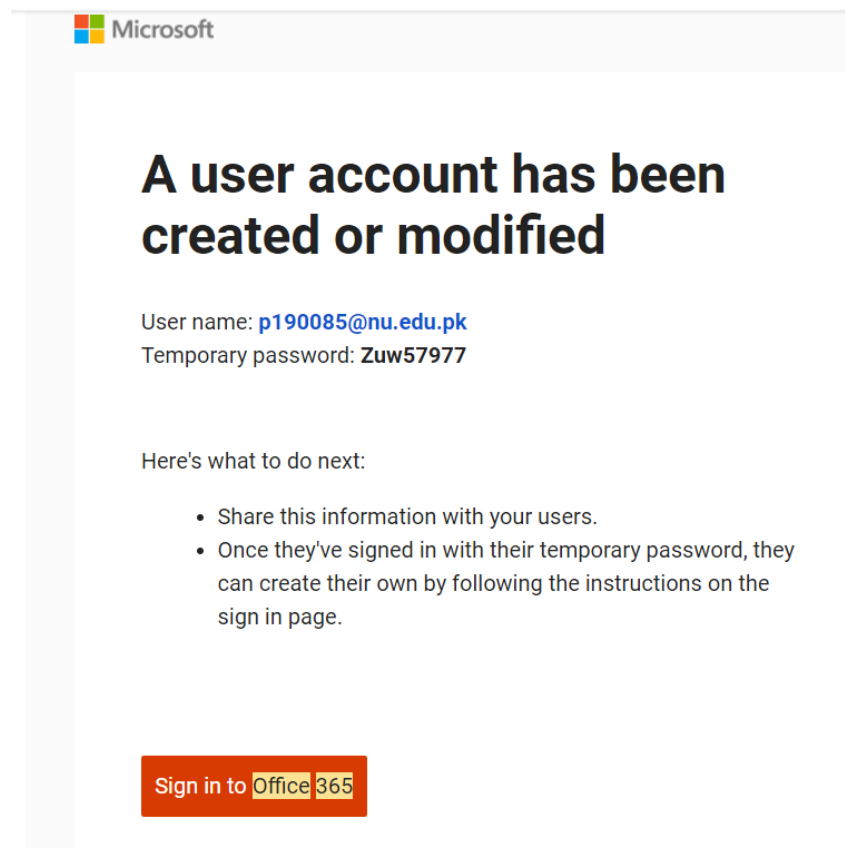 Microsoft
A user account has been
created or modified
User name: p190085@nu.edu.pk
Temporary password: Zuw57977
Here's what to do next:
• Share this information with your users.
• Once they've signed in with their temporary password, they
can create their own by following the instructions on the
sign in page.
Sign in to Office 365